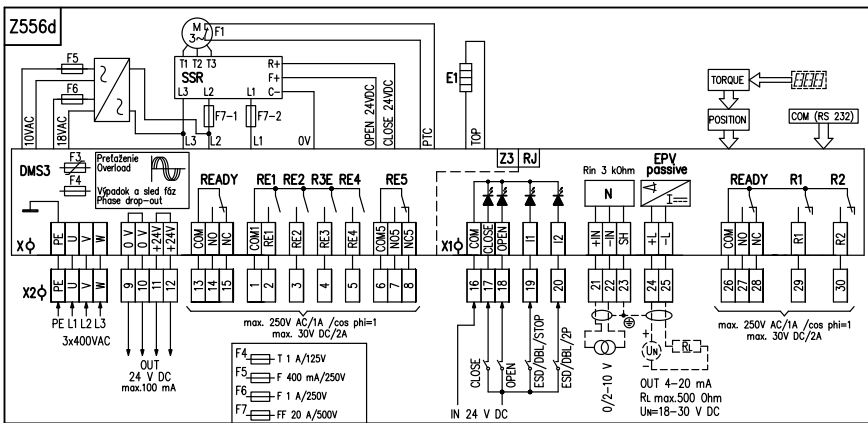 Z556d
M
3~
F1
T1 T2 T3
SSR
R+
F+
C-
L3 L2 L1
F5
F6
F7-1
F7-2
E1
10VAC
18VAC
L3
L2
L1
0V
OPEN 24VDC
CLOSE 24VDC
PTC
TOP
TORQUE
POSITION
COM (RS 232)
DMS3
F3
F4
Preťaženie
Overload
Výpadok a sled fáz
Phase drop-out
READY
RE1 RE2 R3E RE4
RE5
Z3 RJ
Rin 3 kOhm
N
EPV
passive
I
READY
R1
R2
X
PE
U
V
W
0 V
0 V
+24V
+24V
COM
NO
NC
COM1
RE1
RE2
RE3
RE4
COM5
NO5
NC5
X1
COM
CLOSE
OPEN
I1
I2
+IN
-IN
SH
+L
-L
COM
NO
NC
R1
R2
X2
PE
U
V
W
9
10
11
12
13
14
15
1
2
3
4
5
6
7
8
16
17
18
19
20
21
22
23
24
25
26
27
28
29
30
PE L1 L2 L3
3x400VAC
OUT
24 V DC
max.100 mA
max. 250V AC/1A /cos phi=1
max. 30V DC/2A
F4 T 1 A/125V
F5 F 400 mA/250V
F6 F 1 A/250V
F7 FF 20 A/500V
CLOSE
OPEN
ESD/DBL/STOP
ESD/DBL/2P
IN 24 V DC
0/2-10 V
+
UN
-
RL
OUT 4-20 mA
RL max.500 Ohm
UN=18-30 V DC
max. 250V AC/1A /cos phi=1
max. 30V DC/2A